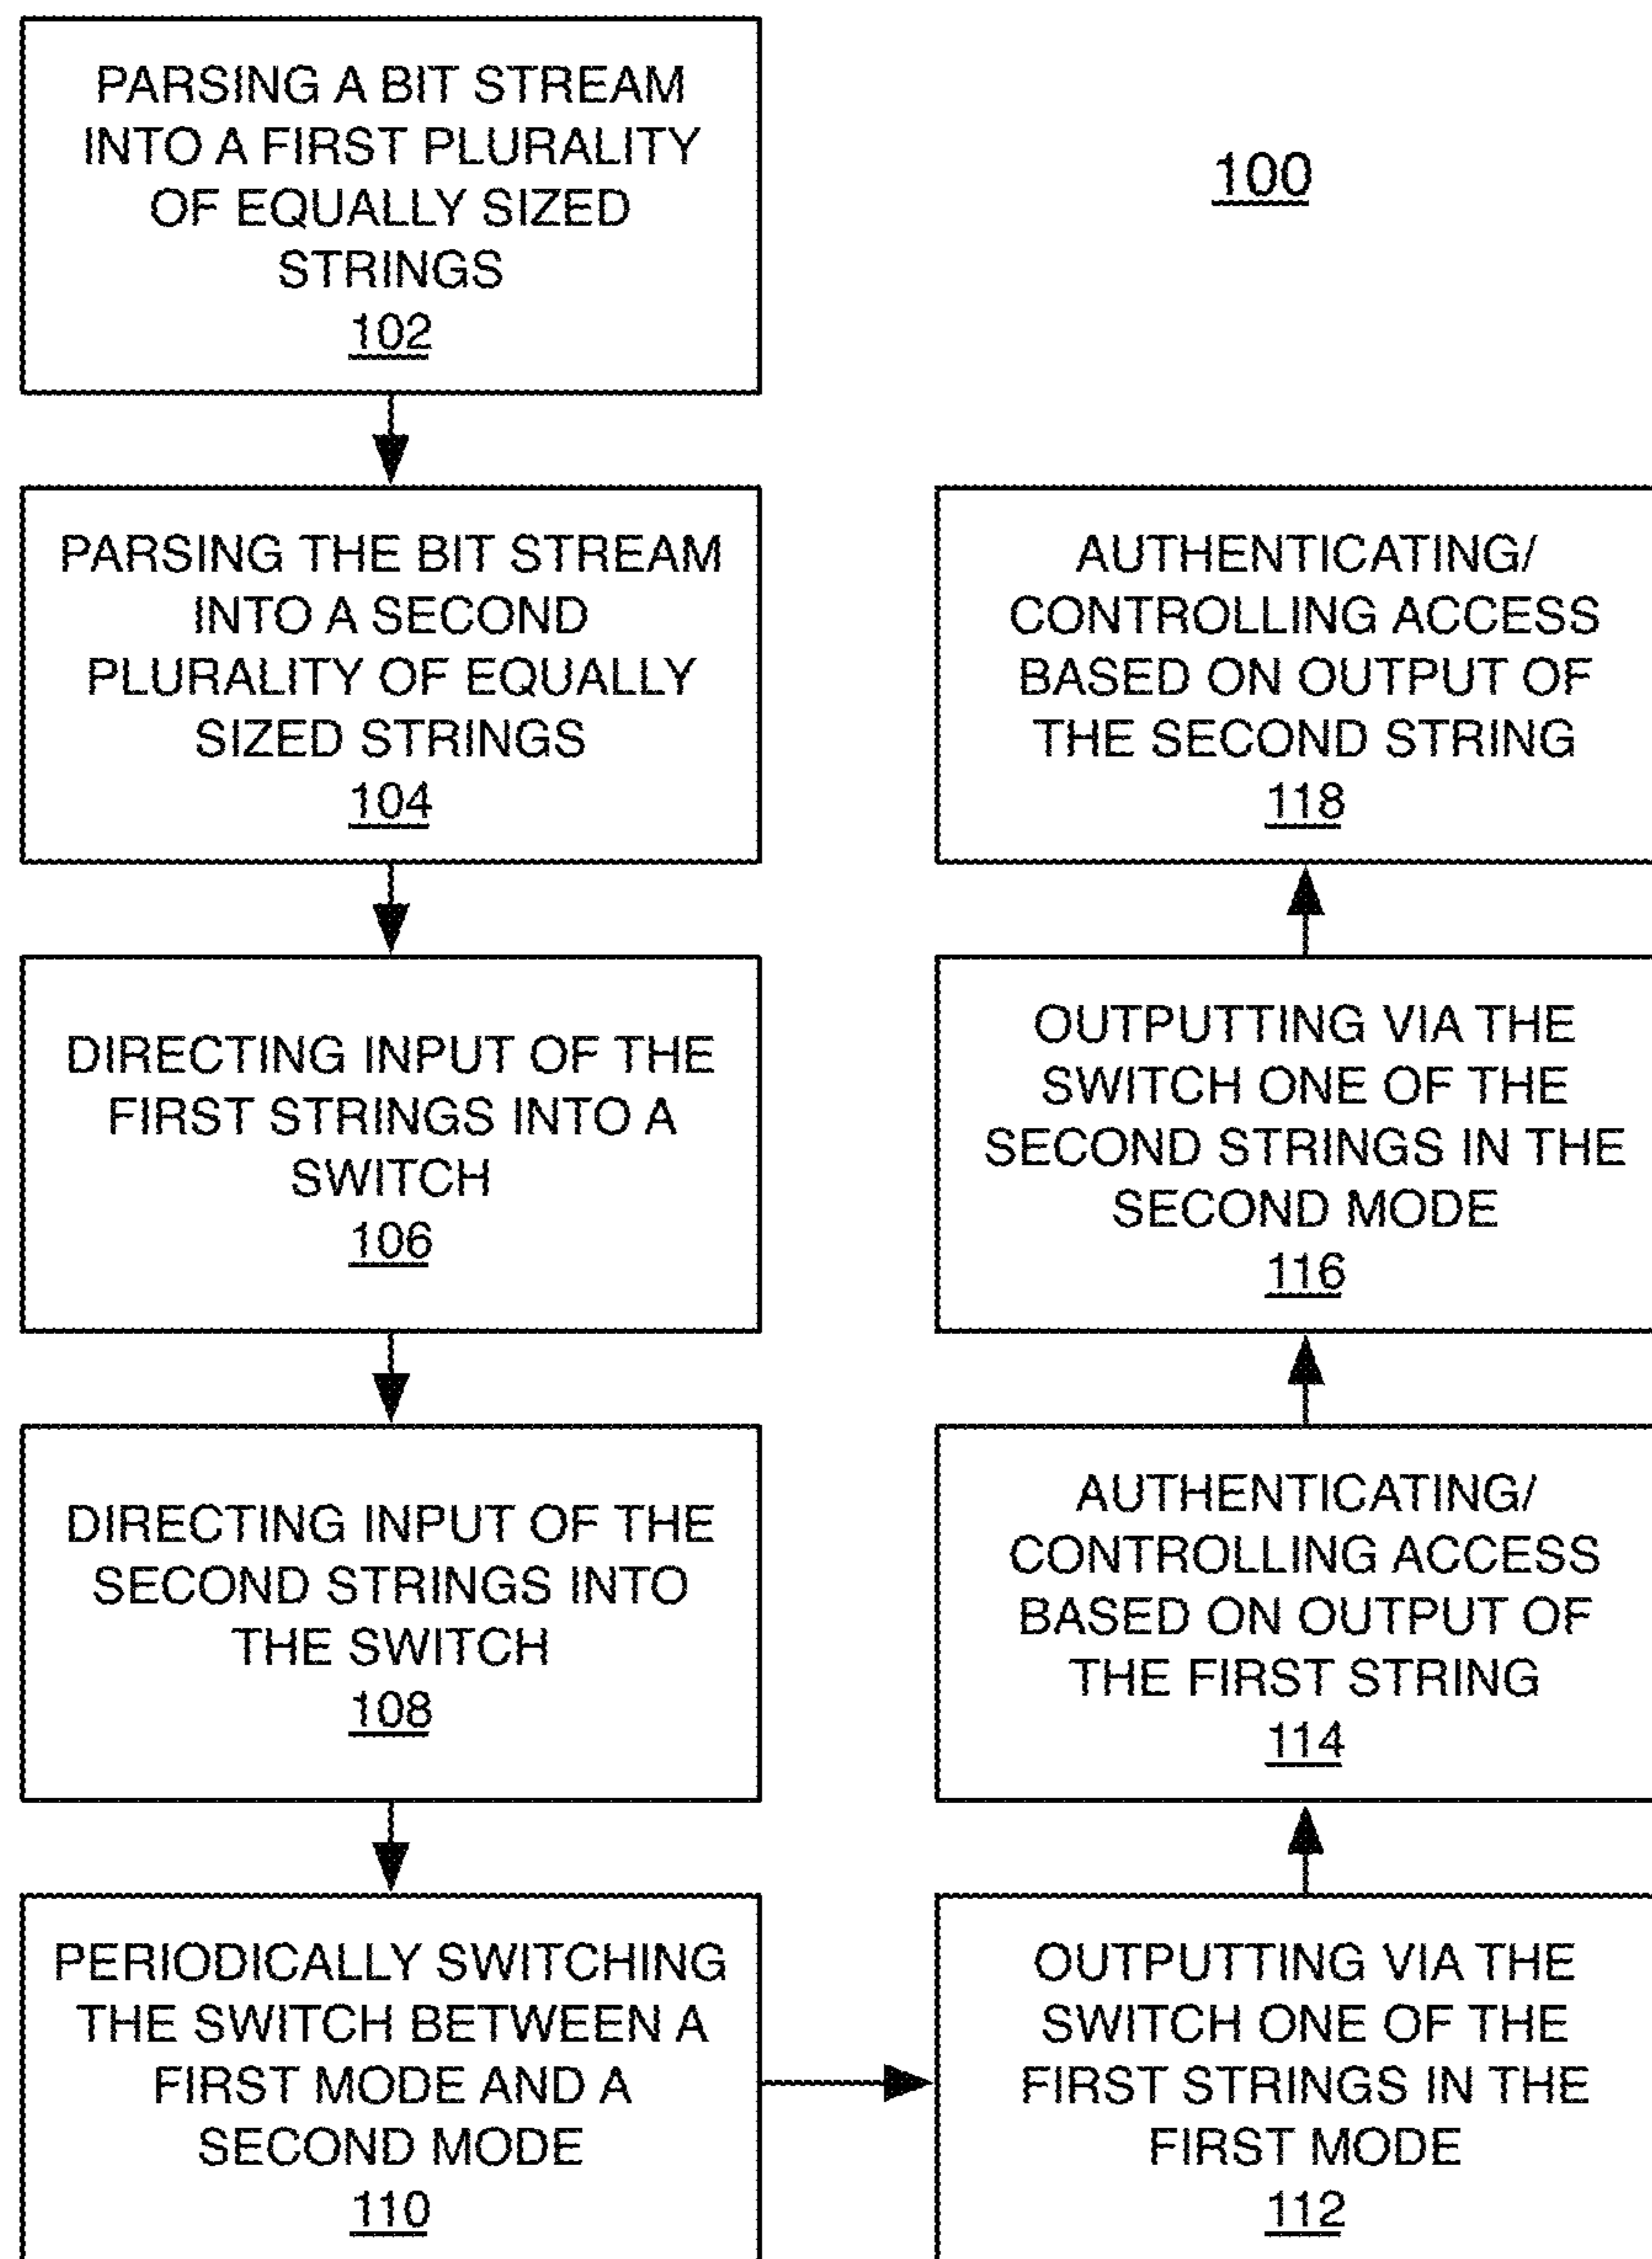 PARSING A BIT STREAM
INTO A FIRST PLURALITY
OF EQUALLY SIZED
STRINGS
102
100
PARSING THE BIT STREAM
INTO A SECOND
PLURALITY OF EQUALLY
SIZED STRINGS
104
DIRECTING INPUT OF THE
FIRST STRINGS INTO A
SWITCH
106
DIRECTING INPUT OF THE
SECOND STRINGS INTO
THE SWITCH
108
PERIODICALLY SWITCHING
THE SWITCH BETWEEN A
FIRST MODE AND A
SECOND MODE
110
OUTPUTTING VIA THE
SWITCH ONE OF THE
FIRST STRINGS IN THE
FIRST MODE
112
AUTHENTICATING/
CONTROLLING ACCESS
BASED ON OUTPUT OF
THE FIRST STRING
114
OUTPUTTING VIA THE
SWITCH ONE OF THE
SECOND STRINGS IN THE
SECOND MODE
116
AUTHENTICATING/
CONTROLLING ACCESS
BASED ON OUTPUT OF
THE SECOND STRING
118